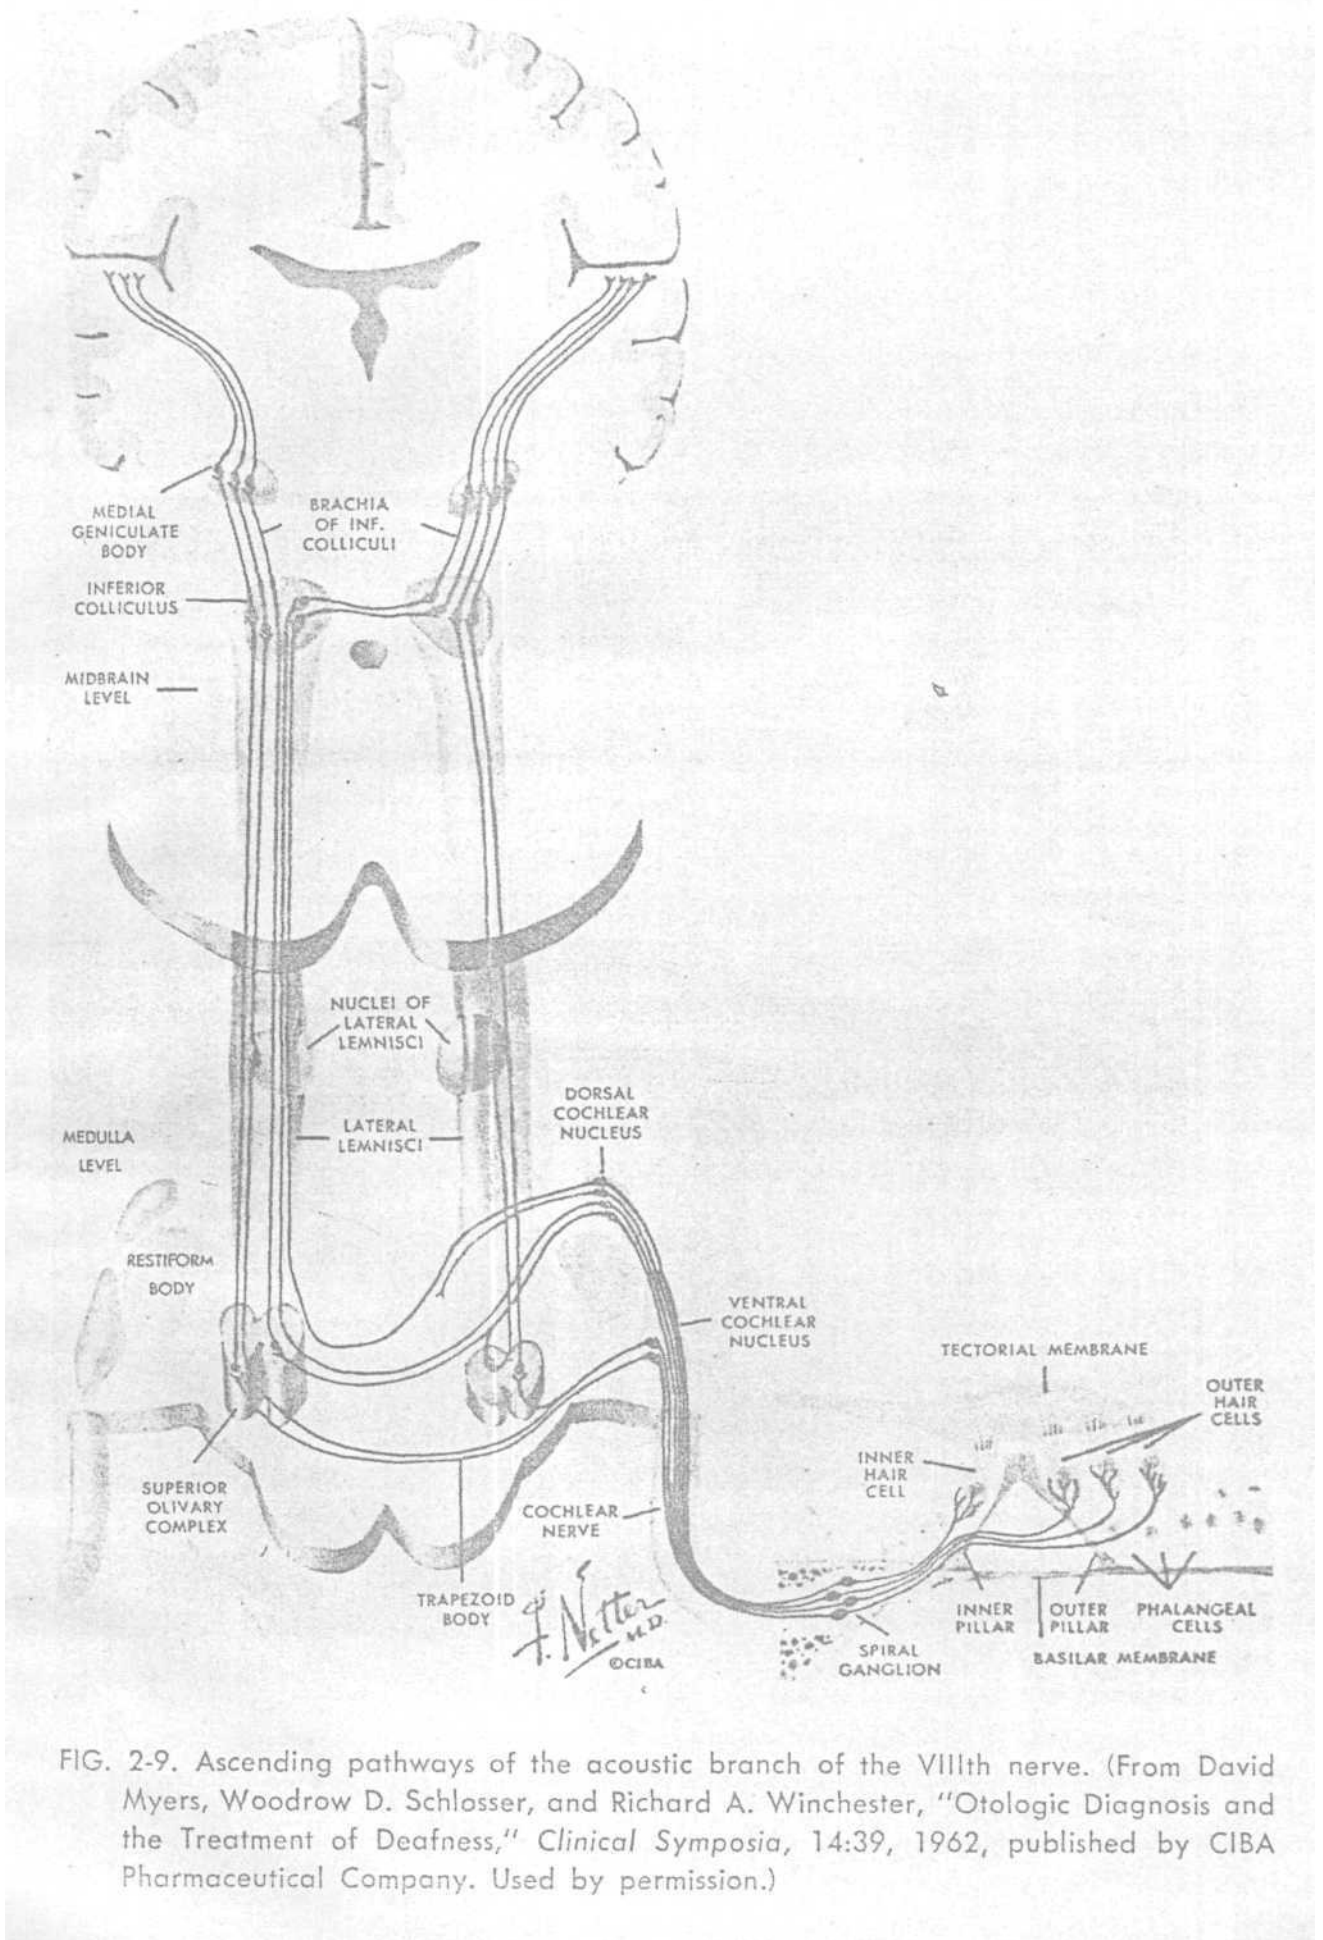 MEDIAL
GENICULATE
BODY
BRACHIA
OF INF.
COLLICULI
INFERIOR
COLLICULUS
MIDBRAIN
LEVEL
NUCLEI OF
LATERAL
LEMNISCI
DORSAL
COCHLEAR
NUCLEUS
MEDULLA
LEVEL
LATERAL
LEMNISCI
RESTIFORM
BODY
VENTRAL
COCHLEAR
NUCLEUS
TECTORIAL MEMBRANE
OUTER
HAIR
CELLS
INNER
HAIR
CELL
SUPERIOR
OLIVARY
COMPLEX
COCHLEAR
NERVE
TRAPEZOID
BODY
F. Netter
M.D.
©CIBA
SPIRAL
GANGLION
INNER
PILLAR
OUTER
PILLAR
PHALANGEAL
CELLS
BASILAR MEMBRANE
FIG. 2-9. Ascending pathways of the acoustic branch of the VIIIth nerve. (From David
Myers, Woodrow D. Schlosser, and Richard A. Winchester, "Otologic Diagnosis and
the Treatment of Deafness," Clinical Symposia, 14:39, 1962, published by CIBA
Pharmaceutical Company. Used by permission.)